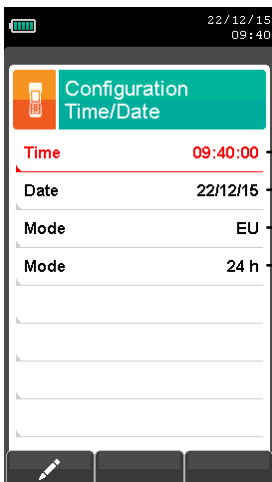 22/12/15
09:40
Configuration
Time/Date
Time 09:40:00
Date 22/12/15
Mode EU
Mode 24 h